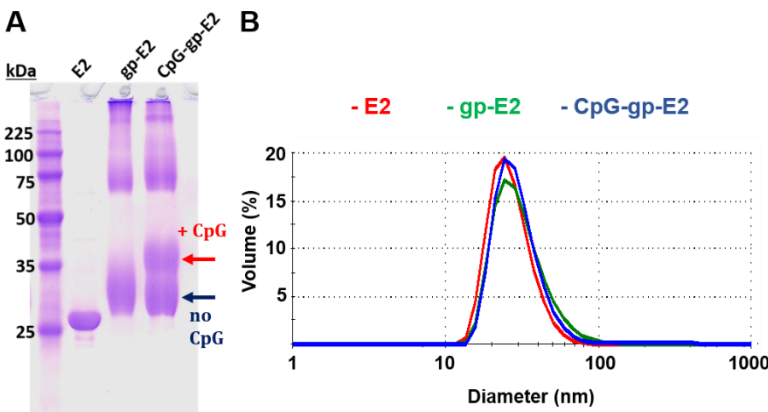 A
B
kDa
E2
gp-E2
CpG-gp-E2
225
100
75
50
35
25
+ CpG
no
CpG
- E2
- gp-E2
- CpG-gp-E2
Volume (%)
20
15
10
5
1
10
100
1000
Diameter (nm)